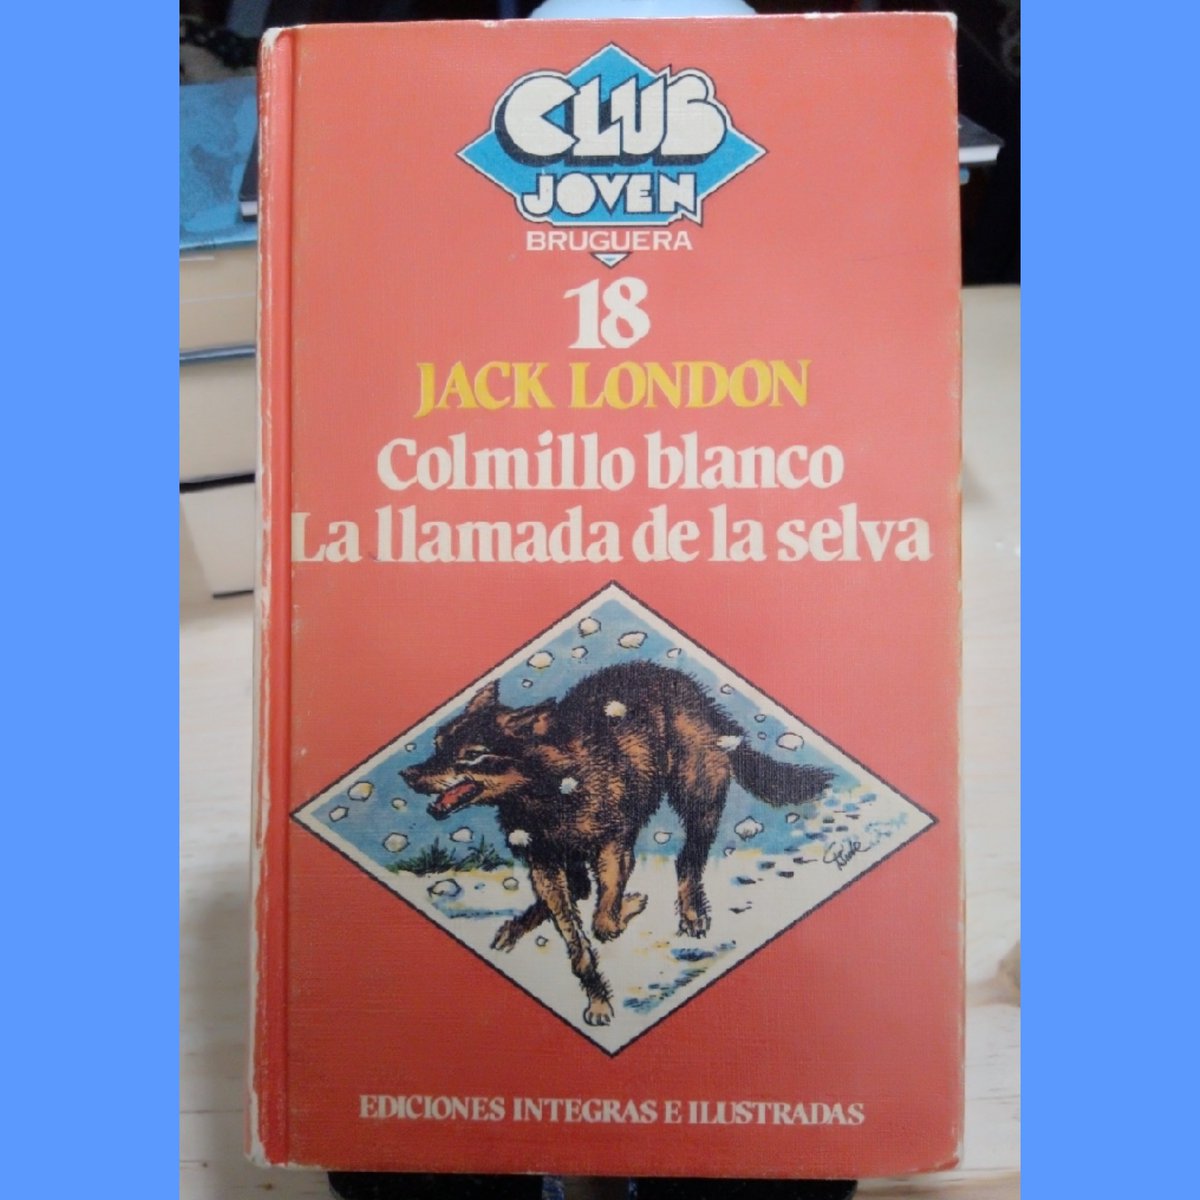 CLUB
JOVEN
BRUGUERA
18
JACK LONDON
Colmillo blanco
La llamada de la selva
EDICIONES INTEGRAS E ILUSTRADAS